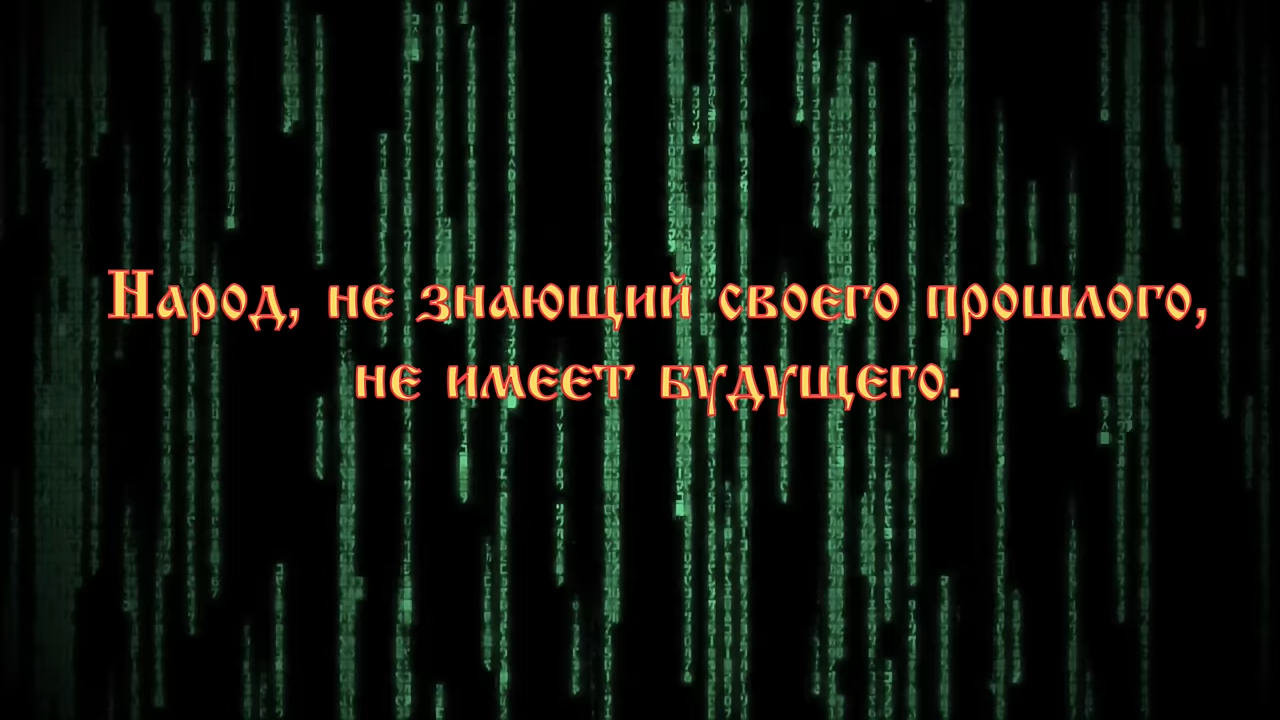 Народ, не знающий своего прошлого,
не имеет будущего.